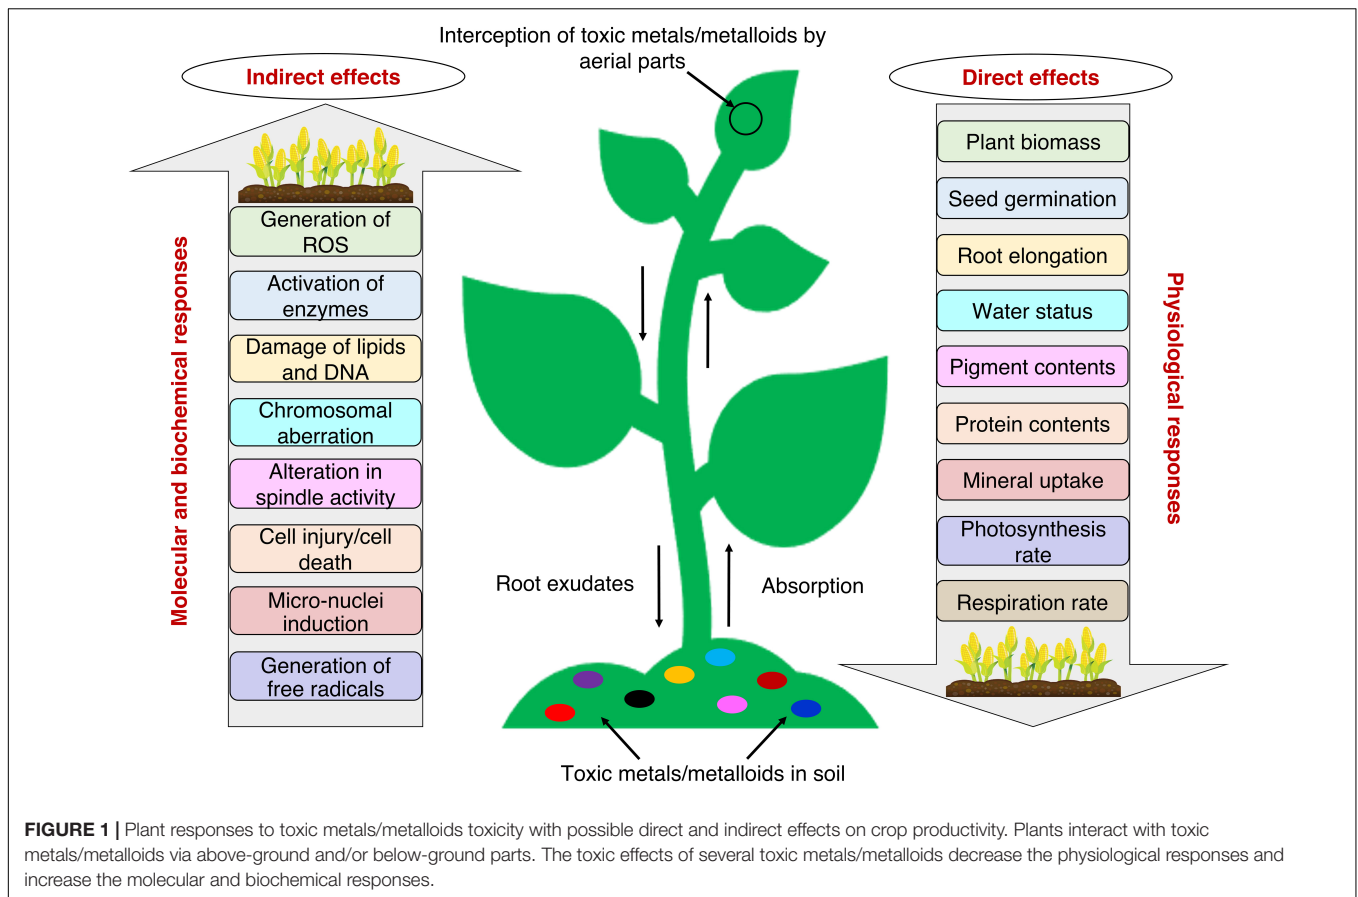 Interception of toxic metals/metalloids by
aerial parts
Indirect effects
Generation of
ROS
Activation of
enzymes
Damage of lipids
and DNA
Chromosomal
aberration
Alteration in
spindle activity
Cell injury/cell
death
Micro-nuclei
induction
Generation of
free radicals
Molecular and biochemical responses
Root exudates
Absorption
Toxic metals/metalloids in soil
Direct effects
Plant biomass
Seed germination
Root elongation
Water status
Pigment contents
Protein contents
Mineral uptake
Photosynthesis
rate
Respiration rate
Physiological responses
FIGURE 1 | Plant responses to toxic metals/metalloids toxicity with possible direct and indirect effects on crop productivity. Plants interact with toxic
metals/metalloids via above-ground and/or below-ground parts. The toxic effects of several toxic metals/metalloids decrease the physiological responses and
increase the molecular and biochemical responses.